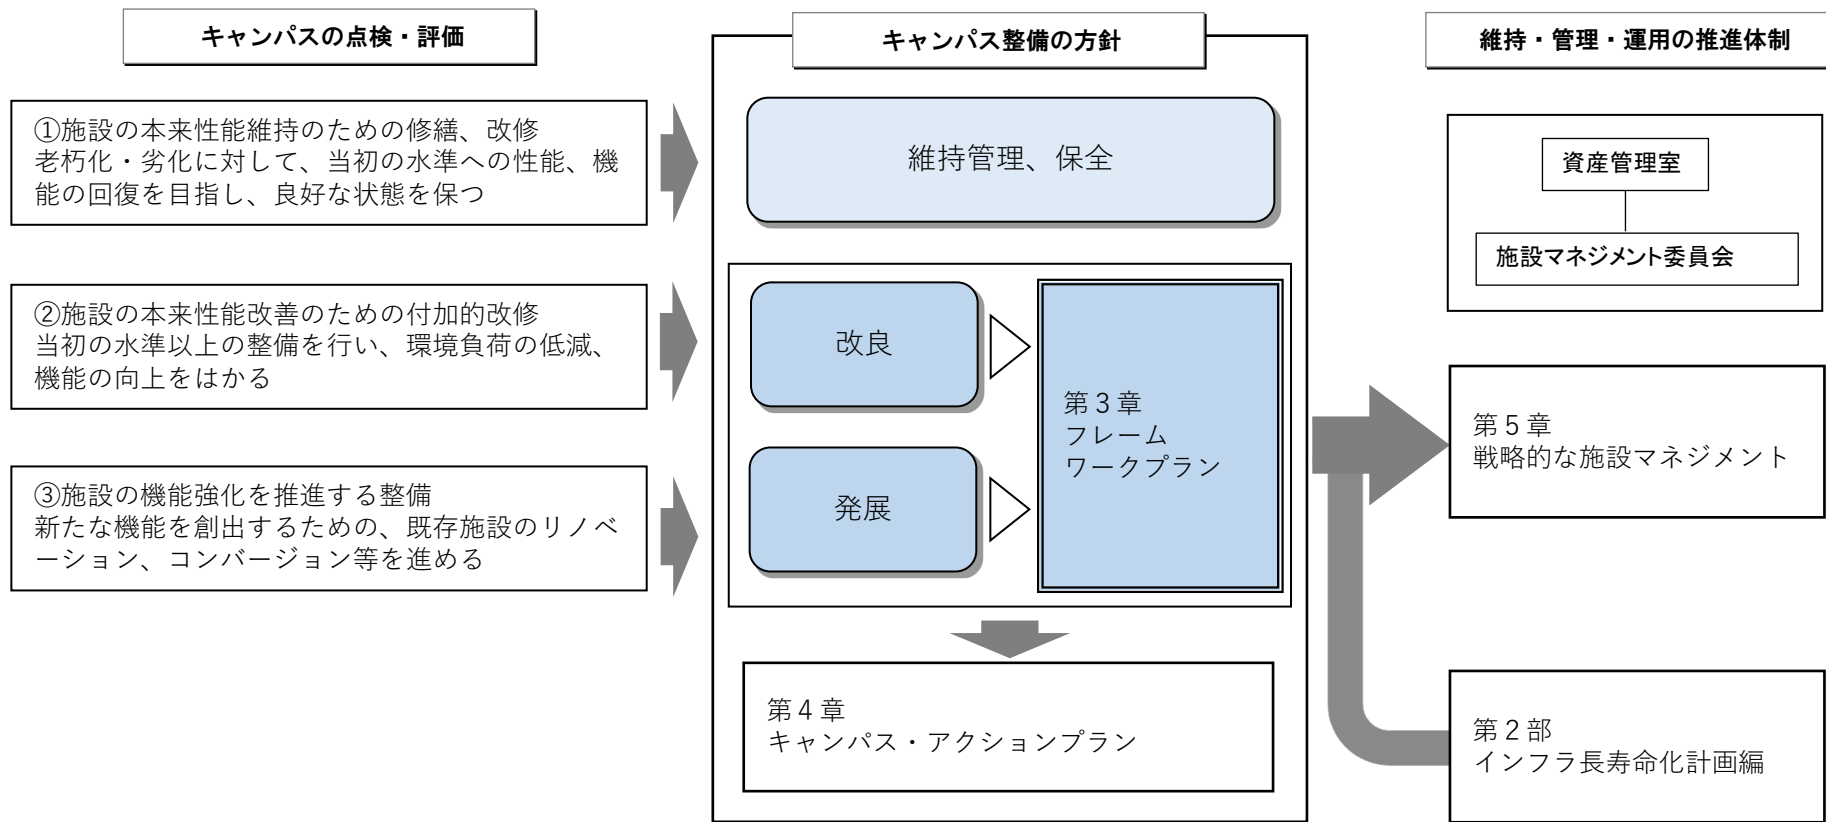 キャンパスの点検・評価
①施設の本来性能維持のための修繕、改修
老朽化・劣化に対して、当初の水準への性能、機
能の回復を目指し、良好な状態を保つ
②施設の本来性能改善のための付加的改修
当初の水準以上の整備を行い、環境負荷の低減、
機能の向上をはかる
③施設の機能強化を推進する整備
新たな機能を創出するための、既存施設のリノベ
ーション、コンバージョン等を進める
キャンパス整備の方針
維持管理、保全
改良
発展
第３章
フレーム
ワークプラン
第４章
キャンパス・アクションプラン
維持・管理・運用の推進体制
資産管理室
施設マネジメント委員会
第５章
戦略的な施設マネジメント
第２部
インフラ長寿命化計画編